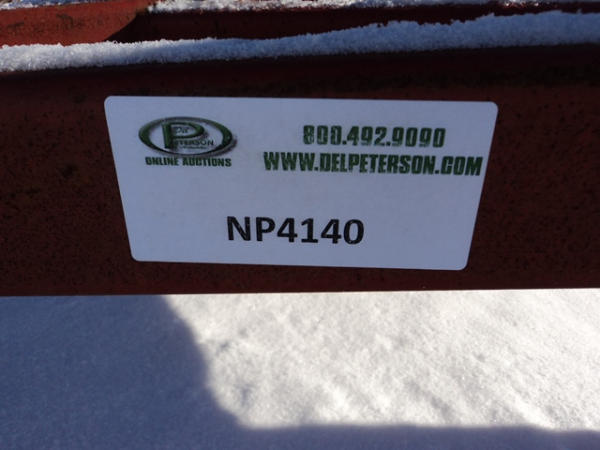 Del
PETERSON
ONLINE AUCTIONS
800.492.9090
WWW.DELPETERSON.COM
NP4140